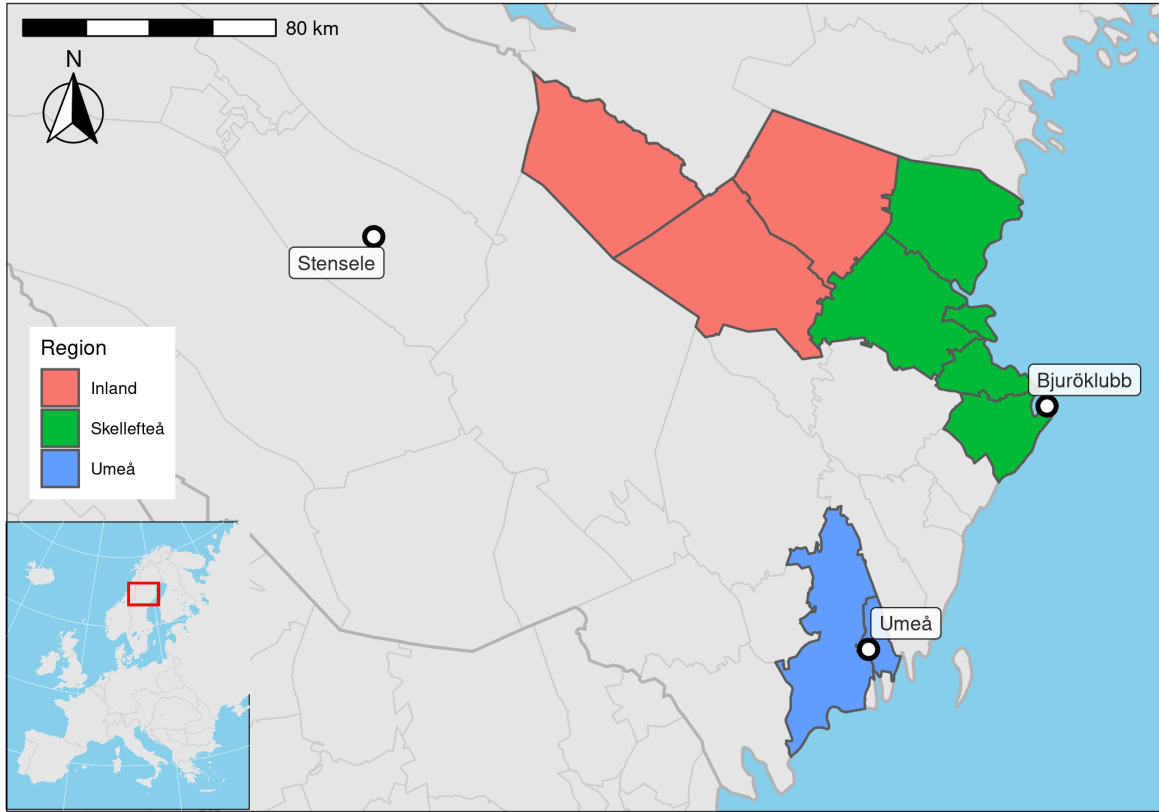 80 km
N
Stensele
Region
Inland
Skellefteå
Umeå
Bjuröklubb
Umeå